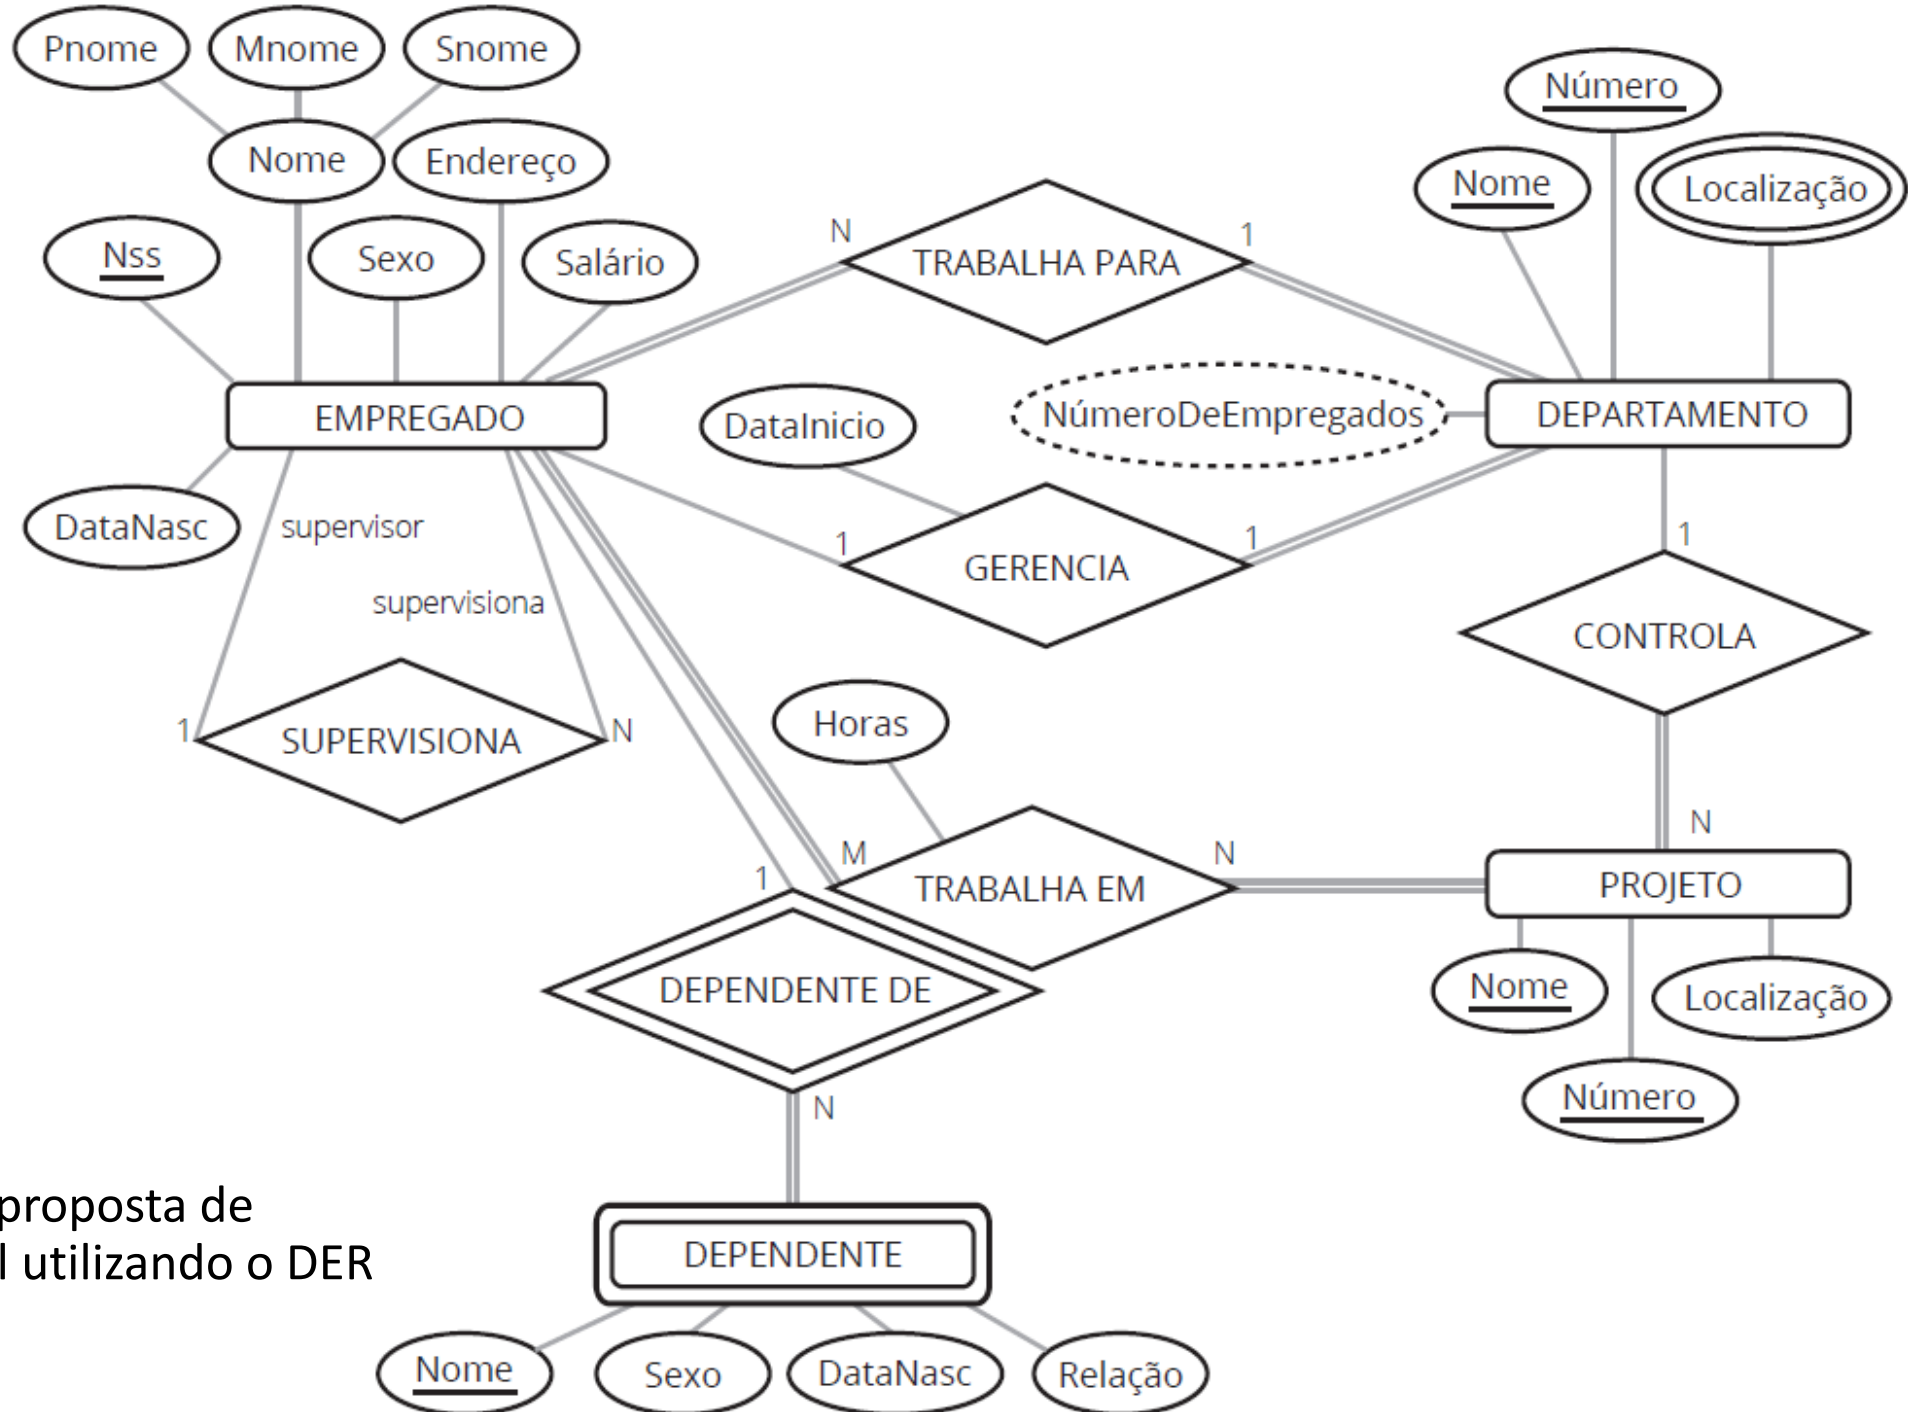 Pnome
Mnome
Snome
Número
Nome
Endereço
Nome
Localização
Nss
Sexo
Salário
N
TRABALHA PARA
1
EMPREGADO
DataInicio
NúmeroDeEmpregados
DEPARTAMENTO
DataNasc
supervisor
1
GERENCIA
1
1
supervisiona
CONTROLA
1
SUPERVISIONA
N
Horas
N
M
N
1
TRABALHA EM
PROJETO
DEPENDENTE DE
Nome
Localização
N
Número
proposta de
l utilizando o DER
DEPENDENTE
Nome
Sexo
DataNasc
Relação